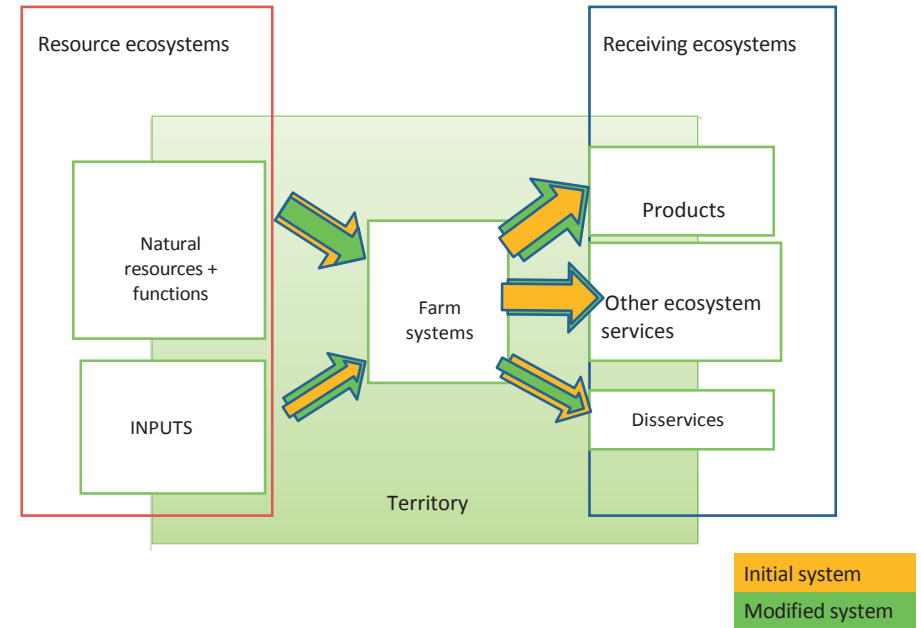 Resource ecosystems
Receiving ecosystems
Natural
resources +
functions
INPUTS
Farm
systems
Products
Other ecosystem
services
Disservices
Territory
Initial system
Modified system